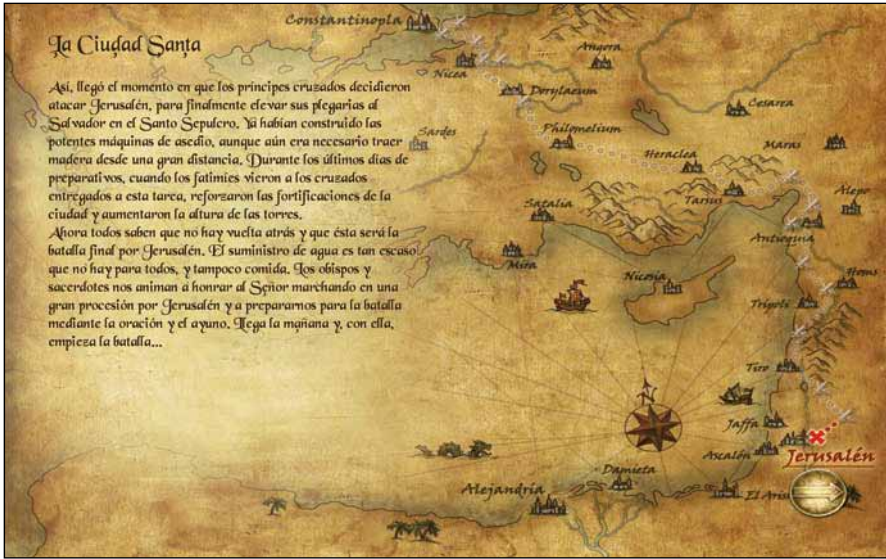 La Ciudad Santa
Así, llegó el momento en que los príncipes cruzados decidieron
atacar Jerusalén, para finalmente elevar sus plegarias al
Salvador en el Santo Sepulcro. Ya habían construido las
potentes máquinas de asedio, aunque aún era necesario traer
madera desde una gran distancia. Durante los últimos días de
preparativos, cuando los fatimíes vieron a los cruzados
entregados a esta tarea, reforzaron las fortificaciones de la
ciudad y aumentaron la altura de las torres.
Ahora todos saben que no hay vuelta atrás y que ésta será la
batalla final por Jerusalén. El suministro de agua es tan escaso
que no hay para todos, y tampoco comida. Los obispos y
sacerdotes nos animan a honrar al Señor marchando en una
gran procesión por Jerusalén y a prepararnos para la batalla
mediante la oración y el ayuno. Llega la mañana y, con ella,
empieza la batalla...
Constantinopla
Nicea
Angora
Dorylaeum
Cesarea
Sardes
Philomelium
Heraclea
Maras
Tarsus
Alepo
Satalia
Antioquia
Mira
Nicosia
Homs
Trípoli
Tiro
Jaffa
Jerusalén
Ascalón
Damieta
Alejandría
El Ariss